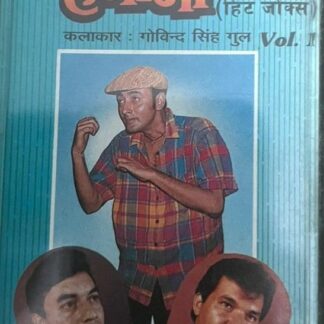 (हिट जोक्स)
कलाकार : गोविन्द सिंह गुल Vol. 1